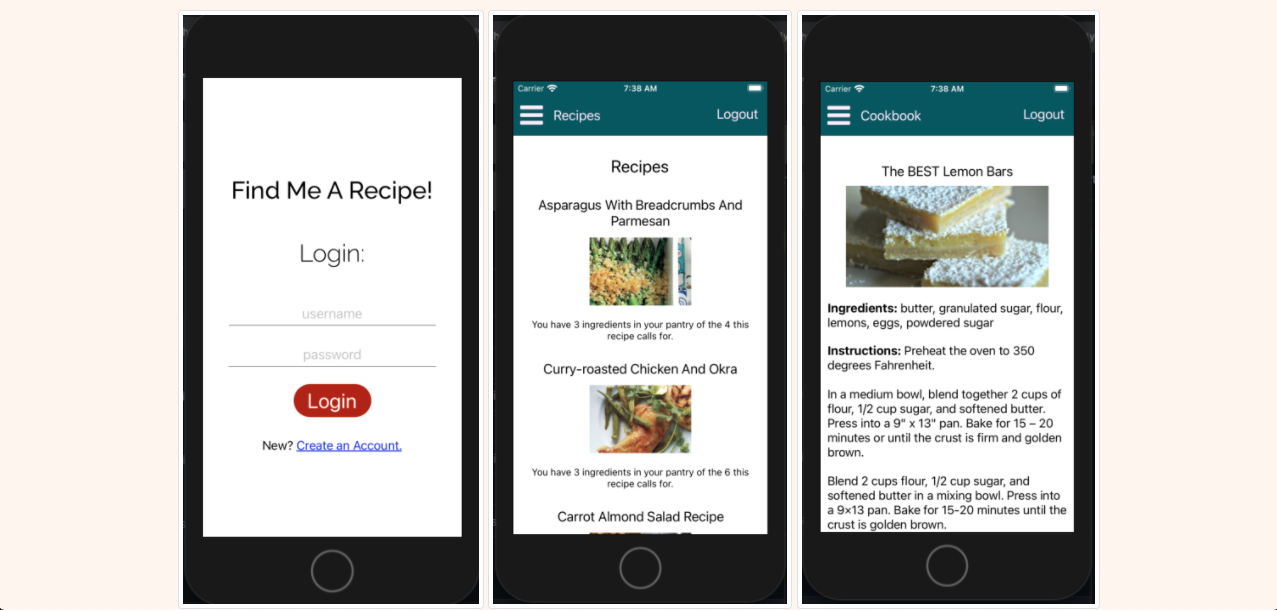 Find Me A Recipe!
Login:
username
password
Login
New? Create an Account.
Carrier 7:38 AM
Recipes Logout
Recipes
Asparagus With Breadcrumbs And
Parmesan
You have 3 ingredients in your pantry of the 4 this
recipe calls for.
Curry-roasted Chicken And Okra
You have 3 ingredients in your pantry of the 6 this
recipe calls for.
Carrot Almond Salad Recipe
Carrier 7:38 AM
Cookbook Logout
The BEST Lemon Bars
Ingredients: butter, granulated sugar, flour,
lemons, eggs, powdered sugar
Instructions: Preheat the oven to 350
degrees Fahrenheit.
In a medium bowl, blend together 2 cups of
flour, 1/2 cup sugar, and softened butter.
Press into a 9" x 13" pan. Bake for 15 – 20
minutes or until the crust is firm and golden
brown.
Blend 2 cups flour, 1/2 cup sugar, and
softened butter in a mixing bowl. Press into
a 9×13 pan. Bake for 15-20 minutes until the
crust is golden brown.